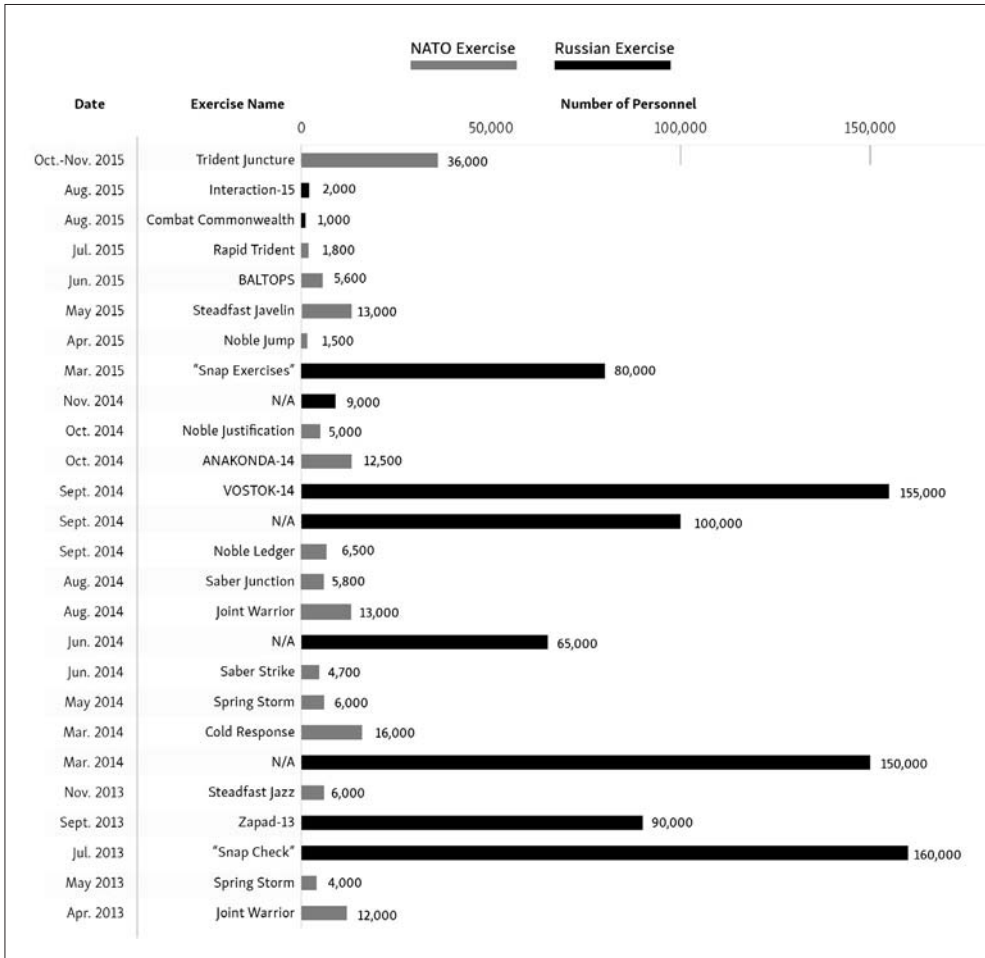 NATO Exercise Russian Exercise
Date Exercise Name Number of Personnel
0 50,000 100,000 150,000
Oct.-Nov. 2015 Trident Juncture 36,000
Aug. 2015 Interaction-15 2,000
Aug. 2015 Combat Commonwealth 1,000
Jul. 2015 Rapid Trident 1,800
Jun. 2015 BALTOPS 5,600
May 2015 Steadfast Javelin 13,000
Apr. 2015 Noble Jump 1,500
Mar. 2015 "Snap Exercises" 80,000
Nov. 2014 N/A 9,000
Oct. 2014 Noble Justification 5,000
Oct. 2014 ANAKONDA-14 12,500
Sept. 2014 VOSTOK-14 155,000
Sept. 2014 N/A 100,000
Sept. 2014 Noble Ledger 6,500
Aug. 2014 Saber Junction 5,800
Aug. 2014 Joint Warrior 13,000
Jun. 2014 N/A 65,000
Jun. 2014 Saber Strike 4,700
May 2014 Spring Storm 6,000
Mar. 2014 Cold Response 16,000
Mar. 2014 N/A 150,000
Nov. 2013 Steadfast Jazz 6,000
Sept. 2013 Zapad-13 90,000
Jul. 2013 "Snap Check" 160,000
May 2013 Spring Storm 4,000
Apr. 2013 Joint Warrior 12,000